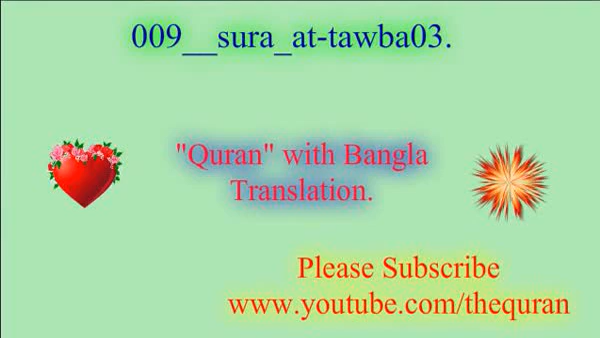 009__sura_at-tawba03.
"Quran" with Bangla
Translation.
Please Subscribe
www.youtube.com/thequran